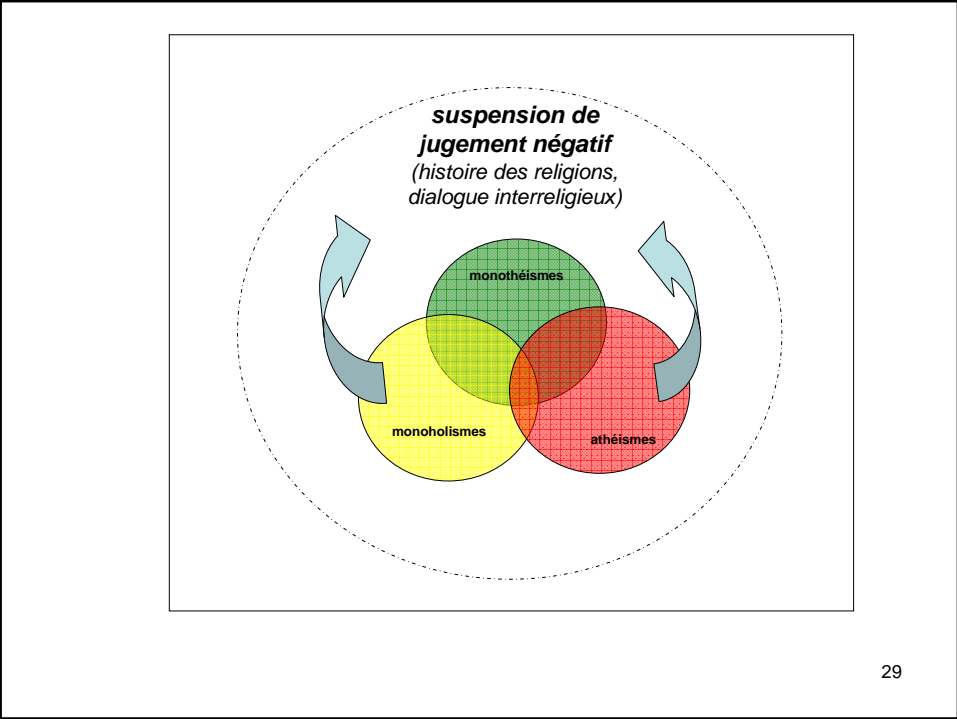 suspension de
jugement négatif
(histoire des religions,
dialogue interreligieux)
monothéismes
monoholismes
athéismes
29